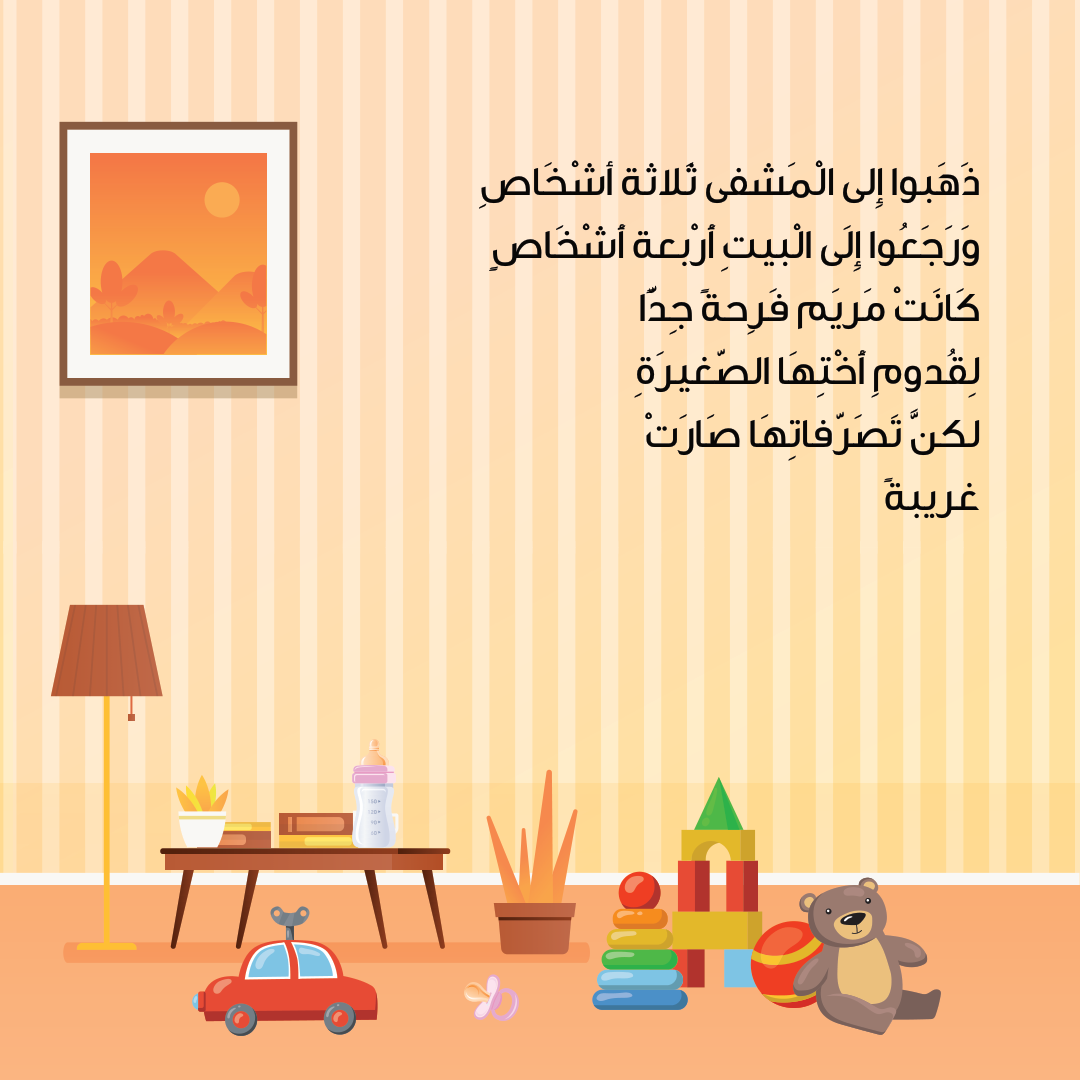 ذَهَبوا إِلى الْمَشفى ثَلاثة أشْخَاصِ
وَرَجَعُوا إِلَى الْبيتِ أرْبعة أشْخَاصٍ
كَانَتْ مَريَم فَرِحةً جِدًّا
لِقُدومِ أخْتِهَا الصّغيرَةِ
لكنَّ تَصَرّفاتِهَا صَارَتْ
غريبةً